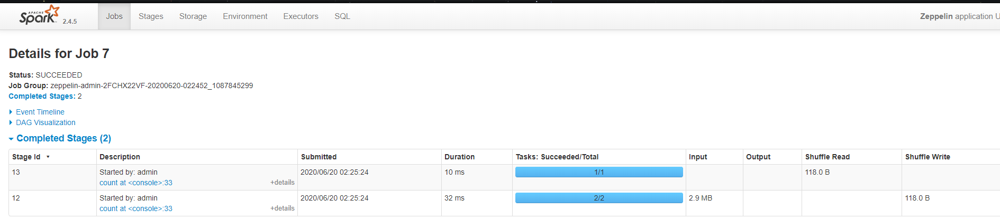 APACHE
Spark 2.4.5 Jobs Stages Storage Environment Executors SQL Zeppelin application U
Details for Job 7
Status: SUCCEEDED
Job Group: zeppelin-admin-2FCHX22VF-20200620-022452_1087845299
Completed Stages: 2
Event Timeline
DAG Visualization
Completed Stages (2)
Stage Id Description Submitted Duration Tasks: Succeeded/Total Input Output Shuffle Read Shuffle Write
13 Started by: admin 2020/06/20 02:25:24 10 ms 1/1 118.0 B
count at <console>:33 +details
12 Started by: admin 2020/06/20 02:25:24 32 ms 2/2 2.9 MB 118.0 B
count at <console>:33 +details